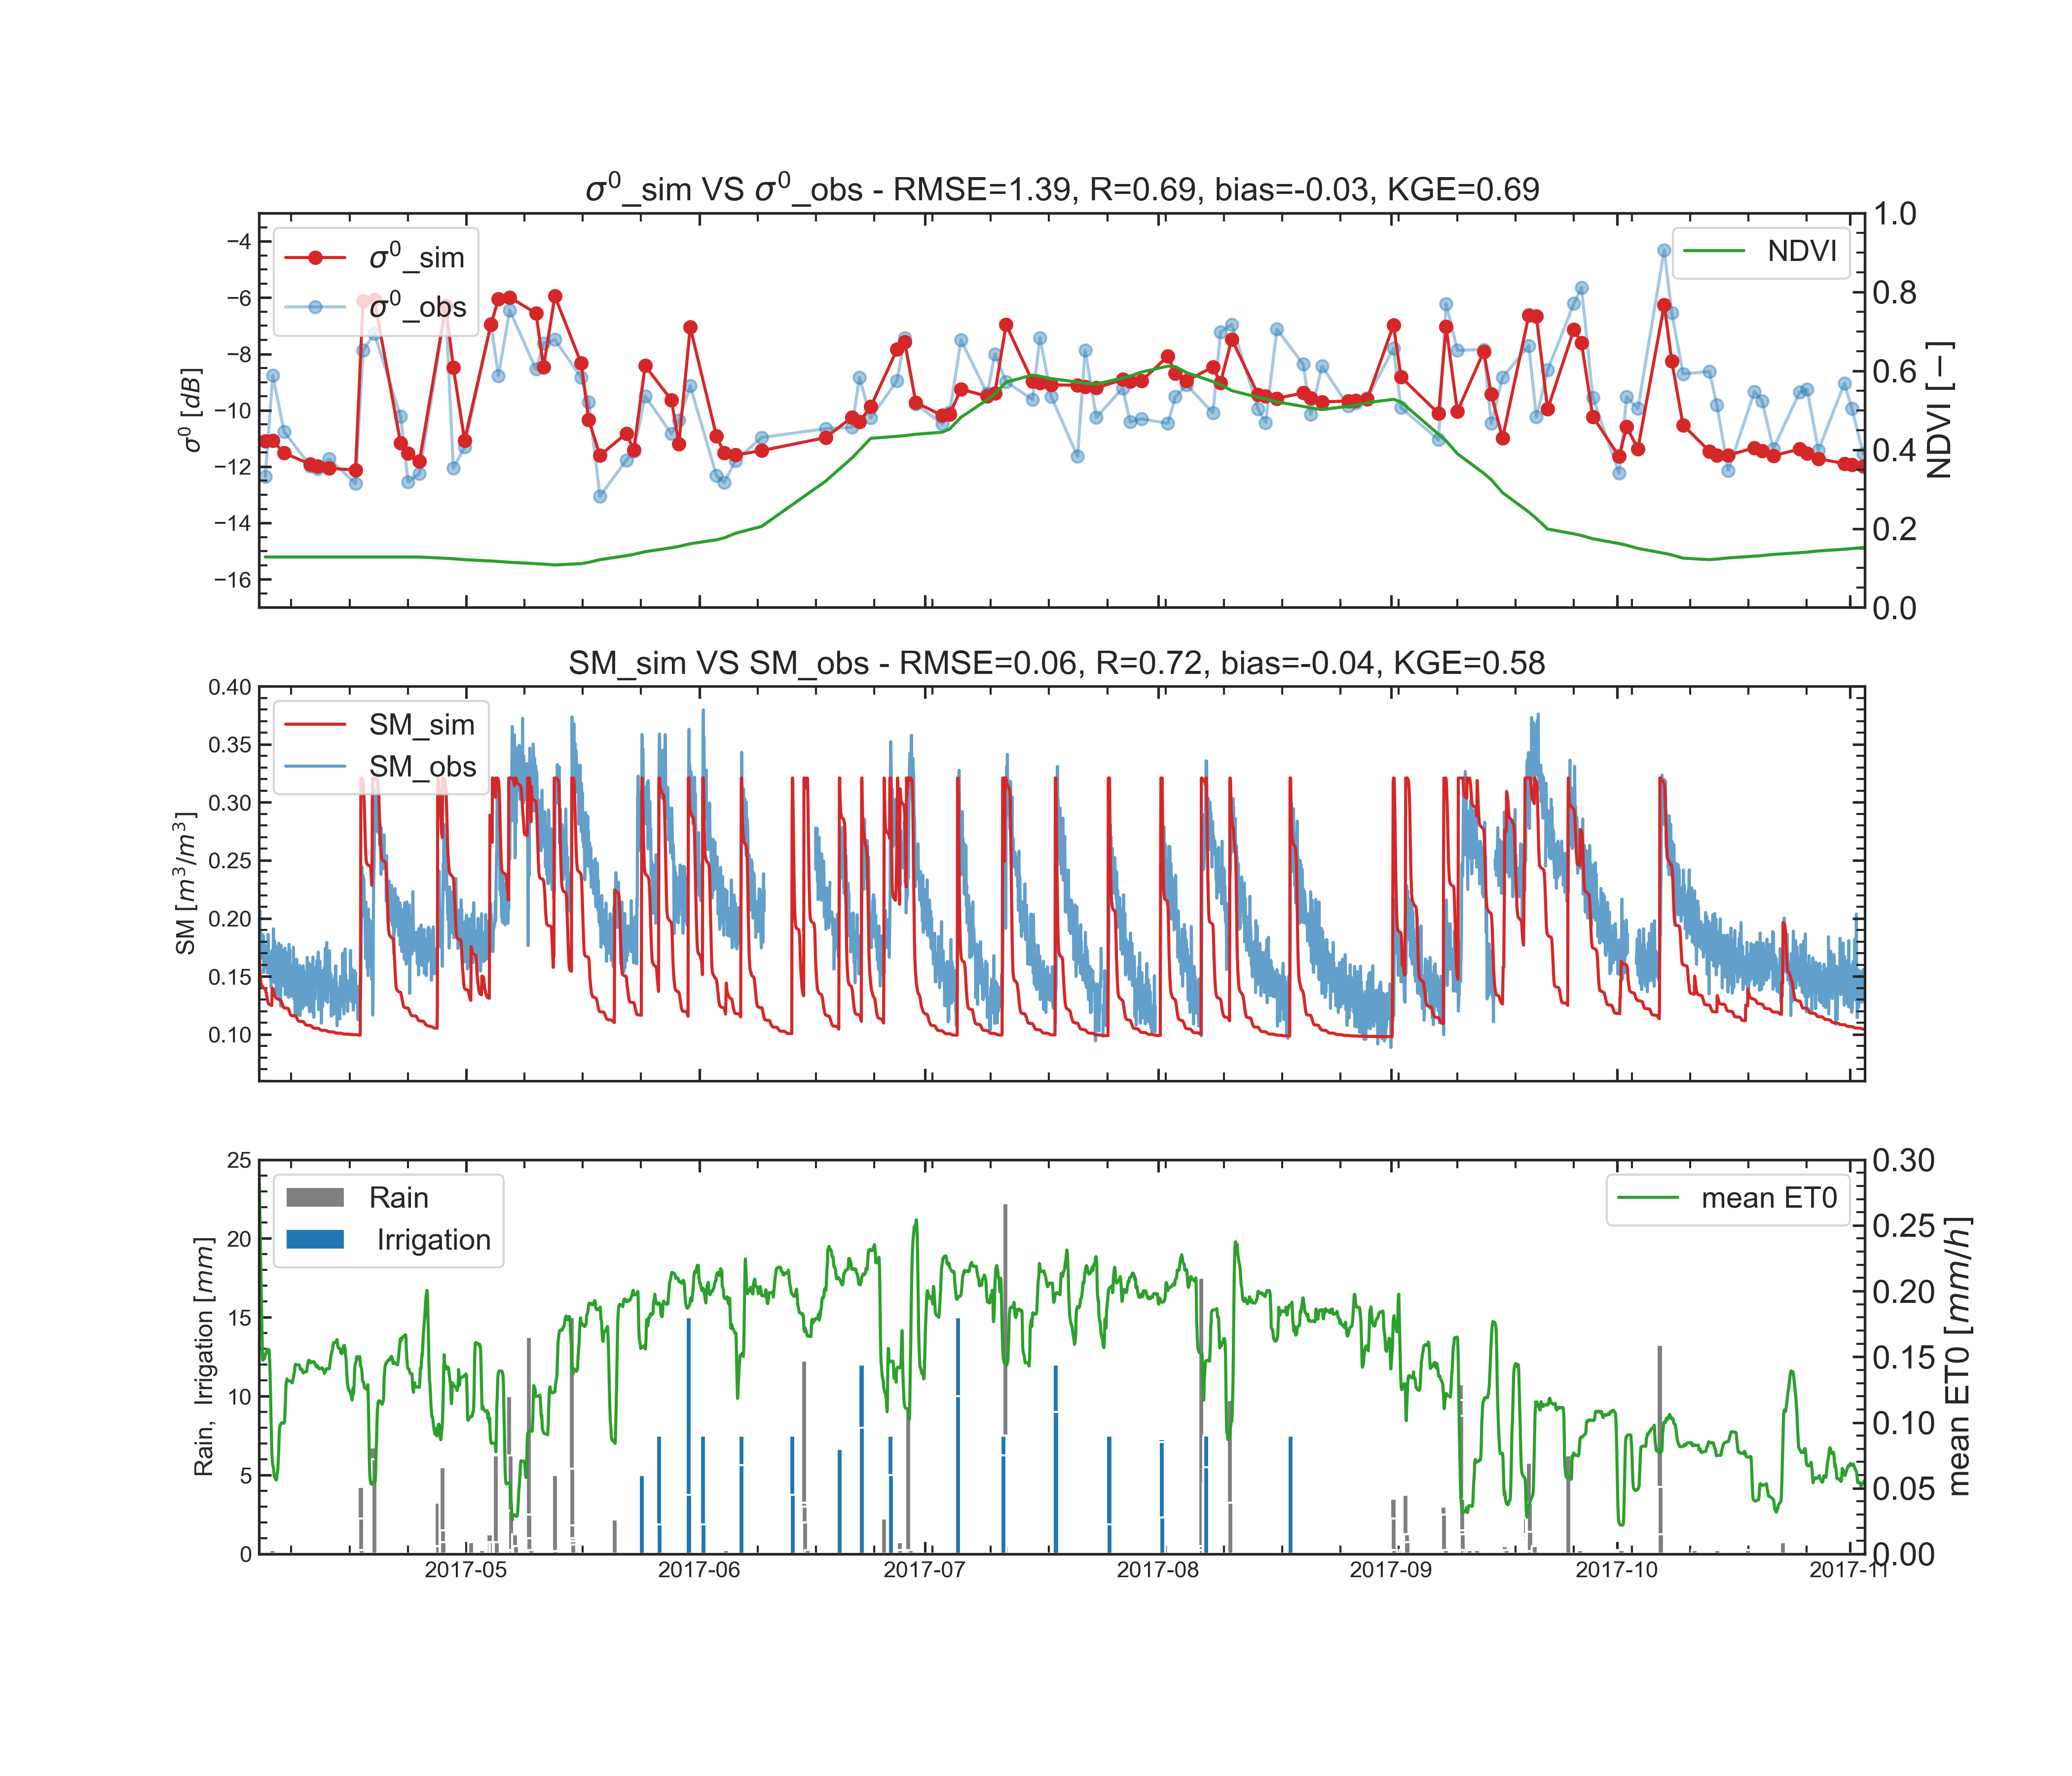 σ⁰_sim VS σ⁰_obs - RMSE=1.39, R=0.69, bias=-0.03, KGE=0.69
σ⁰_sim
σ⁰_obs
NDVI
−4
−6
−8
−10
−12
−14
−16
σ⁰ [dB]
1.0
0.8
0.6
0.4
0.2
0.0
NDVI [−]
SM_sim VS SM_obs - RMSE=0.06, R=0.72, bias=-0.04, KGE=0.58
SM_sim
SM_obs
0.40
0.35
0.30
0.25
0.20
0.15
0.10
SM [m³/m³]
Rain
Irrigation
mean ET0
25
20
15
10
5
0
Rain, Irrigation [mm]
0.30
0.25
0.20
0.15
0.10
0.05
0.00
mean ET0 [mm/h]
2017-05
2017-06
2017-07
2017-08
2017-09
2017-10
2017-11